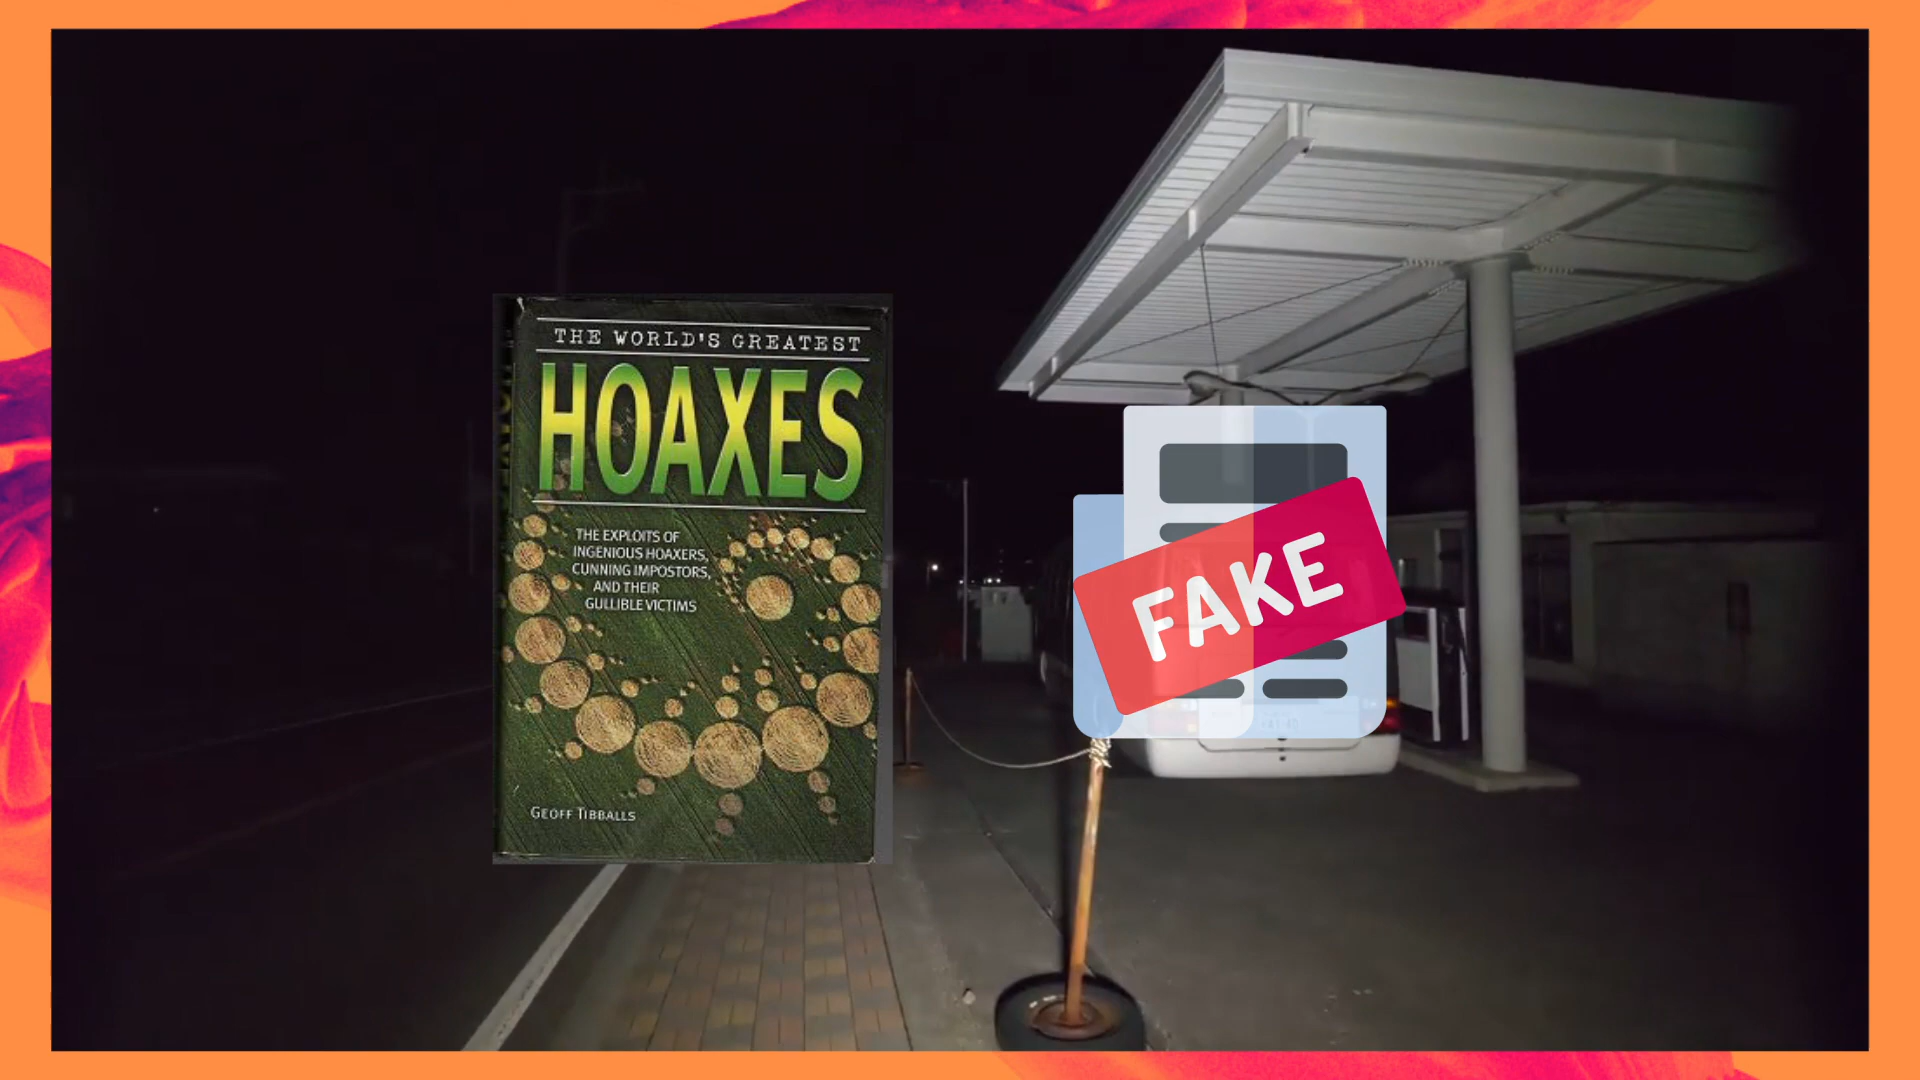 THE WORLD'S GREATEST
HOAXES
THE EXPLOITS OF
INGENIOUS HOAXERS,
CUNNING IMPOSTORS,
AND THEIR
GULLIBLE VICTIMS
GEOFF TIBBALLS
FAKE